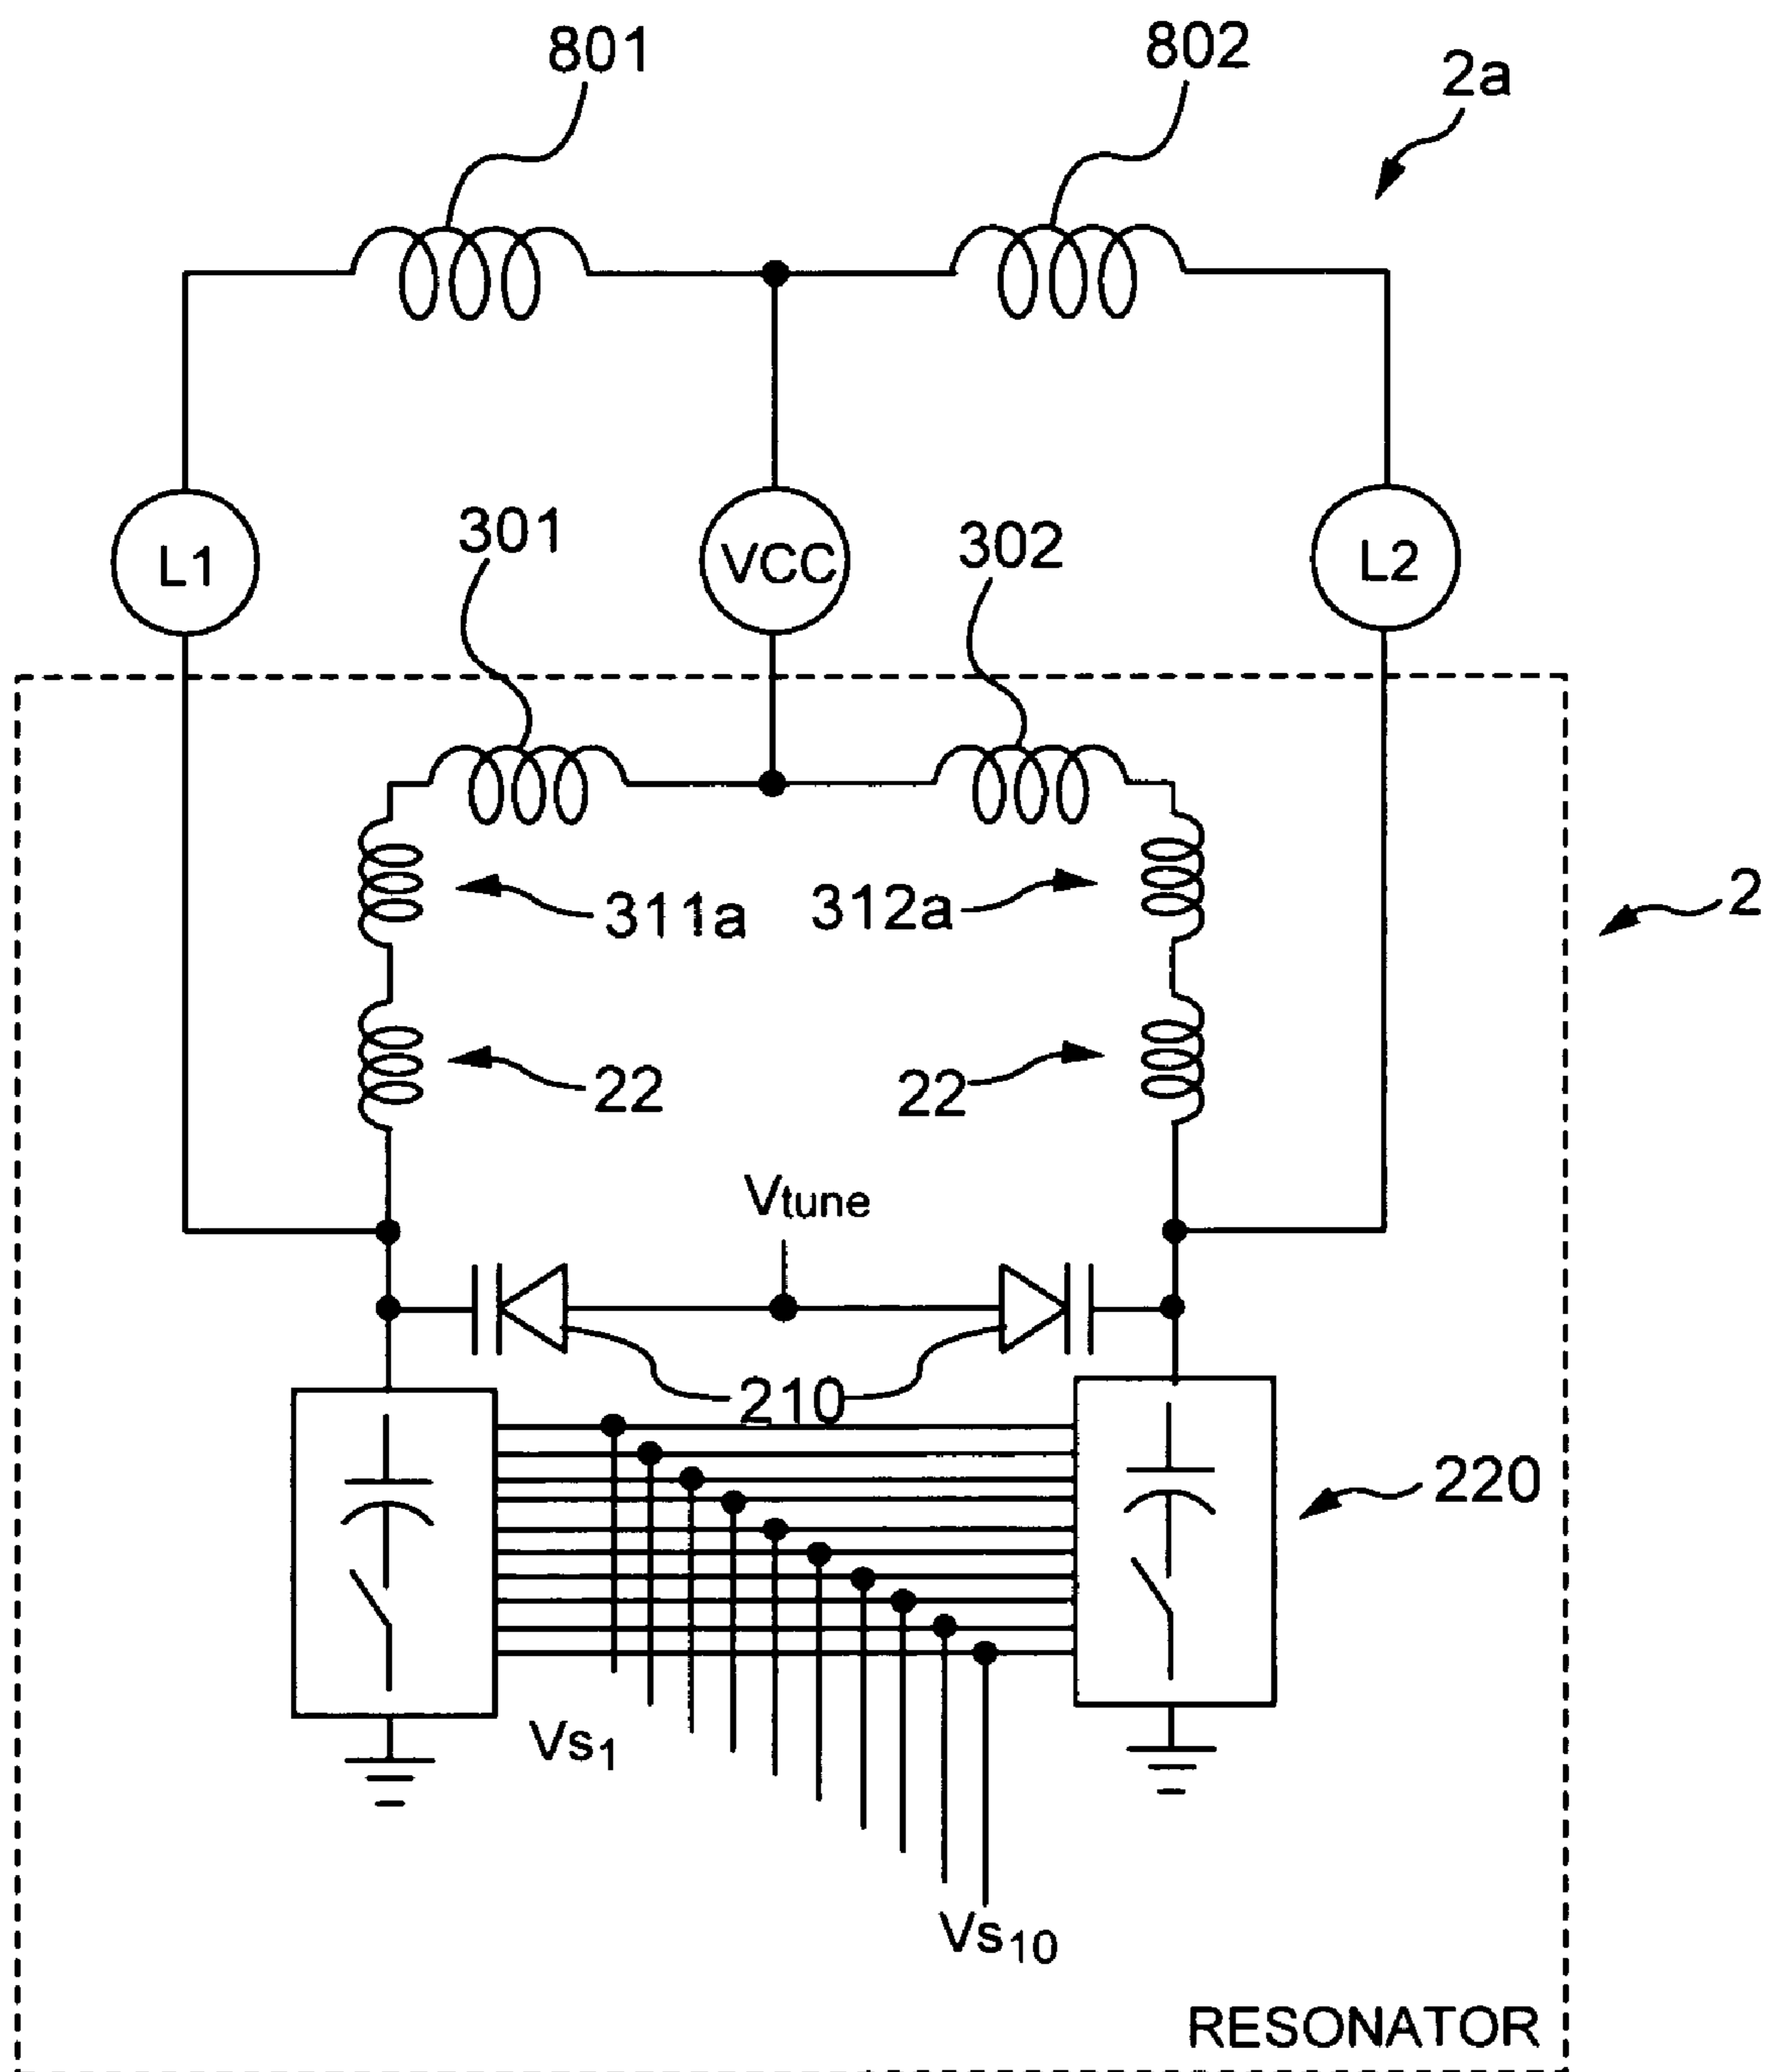 801
802
2a
L1
301
VCC
302
L2
311a
312a
2
22
22
Vtune
210
220
Vs1
Vs10
RESONATOR